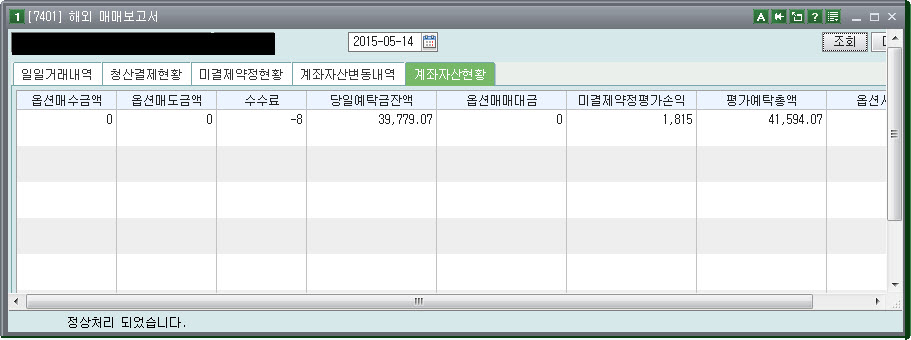 1 [7401] 해외 매매보고서 A ?
2015-05-14 조회
일일거래내역 청산결제현황 미결제약정현황 계좌자산변동내역 계좌자산현황
옵션매수금액 옵션매도금액 수수료 당일예탁금잔액 옵션매매대금 미결제약정평가손익 평가예탁총액
0 0 -8 39,779.07 0 1,815 41,594.07
정상처리 되었습니다.